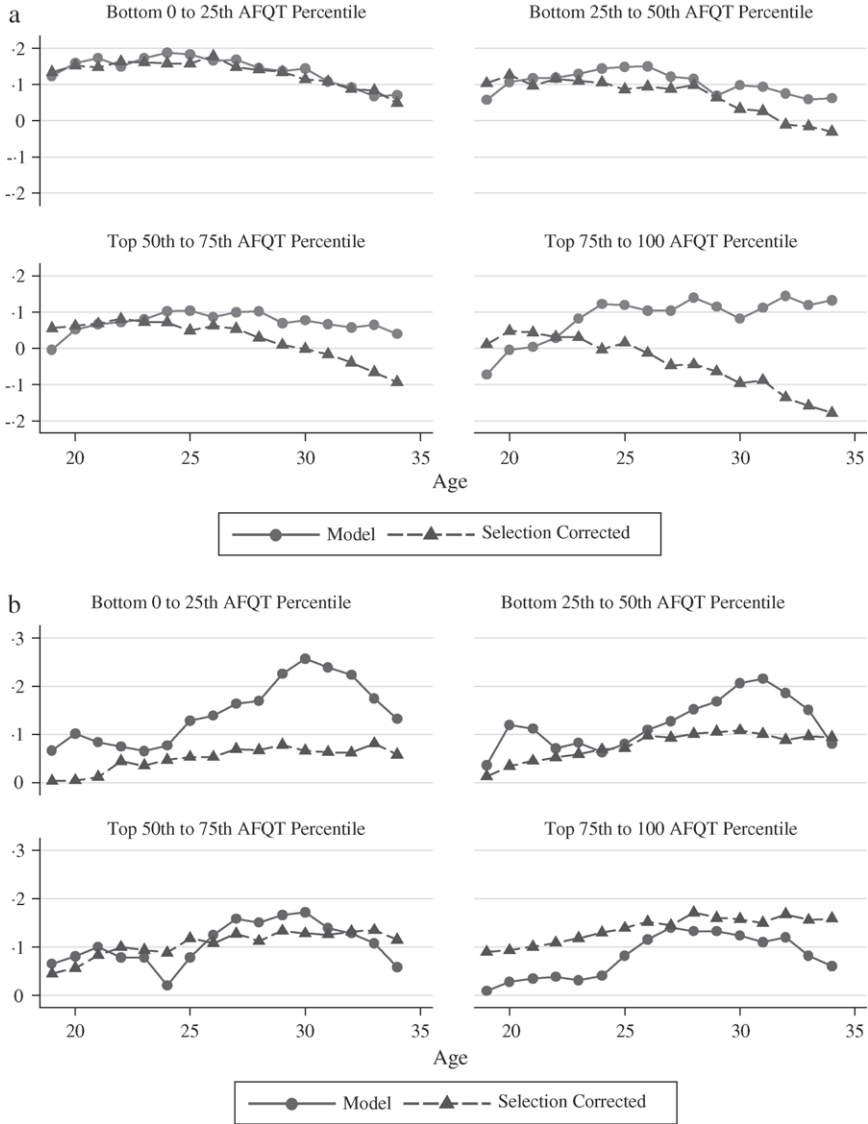 a
Bottom 0 to 25th AFQT Percentile
Bottom 25th to 50th AFQT Percentile
·2
·1
0
-·1
-·2
Top 50th to 75th AFQT Percentile
Top 75th to 100 AFQT Percentile
·2
·1
0
-·1
-·2
20 25 30 35 20 25 30 35
Age
Model Selection Corrected
b
Bottom 0 to 25th AFQT Percentile
Bottom 25th to 50th AFQT Percentile
·3
·2
·1
0
Top 50th to 75th AFQT Percentile
Top 75th to 100 AFQT Percentile
·3
·2
·1
0
20 25 30 35 20 25 30 35
Age
Model Selection Corrected